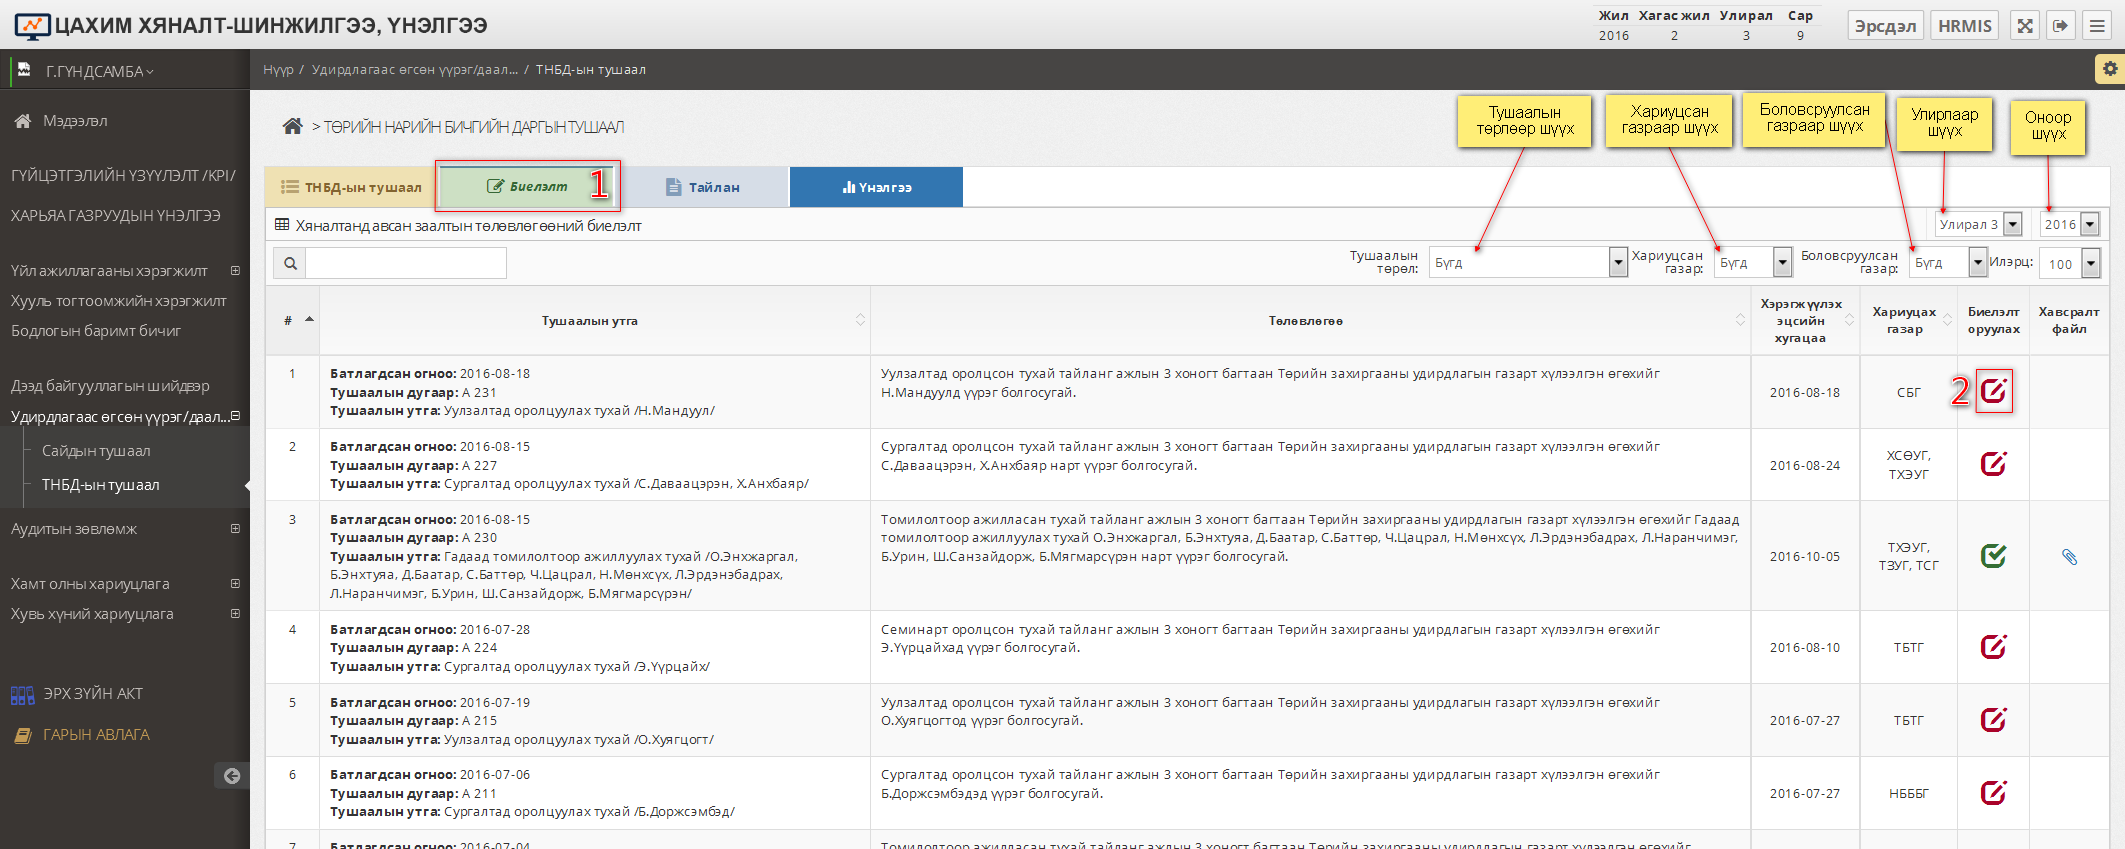 ЦАХИМ ХЯНАЛТ-ШИНЖИЛГЭЭ, ҮНЭЛГЭЭ
Жил Хагас жил Улирал Сар
2016 2 3 9
Эрсдэл HRMIS
Г.ГҮНДСАМБА
Нүүр / Удирдлагаас өгсөн үүрэг/даал... / ТНБД-ын тушаал
Мэдээлэл
ГҮЙЦЭТГЭЛИЙН ҮЗҮҮЛЭЛТ /KPI/
ХАРЬЯА ГАЗРУУДЫН ҮНЭЛГЭЭ
Үйл ажиллагааны хэрэгжилт
Хууль тогтоомжийн хэрэгжилт
Бодлогын баримт бичиг
Дээд байгууллагын шийдвэр
Удирдлагаас өгсөн үүрэг/даал...
Сайдын тушаал
ТНБД-ын тушаал
Аудитын зөвлөмж
Хамт олны хариуцлага
Хувь хүний хариуцлага
ЭРХ ЗҮЙН АКТ
ГАРЫН АВЛАГА
> ТӨРИЙН НАРИЙН БИЧГИЙН ДАРГЫН ТУШААЛ
Тушаалын
төрлөөр шүүх
Хариуцсан
газраар шүүх
Боловсруулсан
газраар шүүх
Улирлаар
шүүх
Оноор
шүүх
ТНБД-ын тушаал Биелэлт 1 Тайлан Үнэлгээ
Хяналтанд авсан заалтын төлөвлөгөөний биелэлт Улирал 3 2016
Тушаалын
төрөл: Бүгд
Хариуцсан
газар: Бүгд
Боловсруулсан
газар: Бүгд
Илэрц: 100
# Тушаалын утга Төлөвлөгөө Хэрэгжүүлэх
эцсийн
хугацаа
Хариуцах
газар
Биелэлт
оруулах
Хавсралт
файл
1 Батлагдсан огноо: 2016-08-18
Тушаалын дугаар: А 231
Тушаалын утга: Уулзалтад оролцуулах тухай /Н.Мандуул/
Уулзалтад оролцсон тухай тайланг ажлын 3 хоногт багтаан Төрийн захиргааны удирдлагын газарт хүлээлгэн өгөхийг
Н.Мандуулд үүрэг болгосугай.
2016-08-18 СБГ 2
2 Батлагдсан огноо: 2016-08-15
Тушаалын дугаар: А 227
Тушаалын утга: Сургалтад оролцуулах тухай /С.Даваацэрэн, Х.Анхбаяр/
Сургалтад оролцсон тухай тайланг ажлын 3 хоногт багтаан Төрийн захиргааны удирдлагын газарт хүлээлгэн өгөхийг
С.Даваацэрэн, Х.Анхбаяр нарт үүрэг болгосугай.
2016-08-24 ХСӨУГ,
ТХЭУГ
3 Батлагдсан огноо: 2016-08-15
Тушаалын дугаар: А 230
Тушаалын утга: Гадаад томилолтоор ажиллуулах тухай /О.Энхжаргал,
Б.Энхтуяа, Д.Баатар, С.Баттөр, Ч.Цацрал, Н.Мөнхсүх, Л.Эрдэнэбадрах,
Л.Наранчимэг, Б.Урин, Ш.Санзайдорж, Б.Мягмарсүрэн/
Томилолтоор ажилласан тухай тайланг ажлын 3 хоногт багтаан Төрийн захиргааны удирдлагын газарт хүлээлгэн өгөхийг Гадаад
томилолтоор ажиллуулах тухай О.Энхжаргал, Б.Энхтуяа, Д.Баатар, С.Баттөр, Ч.Цацрал, Н.Мөнхсүх, Л.Эрдэнэбадрах, Л.Наранчимэг,
Б.Урин, Ш.Санзайдорж, Б.Мягмарсүрэн нарт үүрэг болгосугай.
2016-10-05 ТХЭУГ,
ТЗУГ, ТСГ
4 Батлагдсан огноо: 2016-07-28
Тушаалын дугаар: А 224
Тушаалын утга: Сургалтад оролцуулах тухай /Э.Үүрцайх/
Семинарт оролцсон тухай тайланг ажлын 3 хоногт багтаан Төрийн захиргааны удирдлагын газарт хүлээлгэн өгөхийг
Э.Үүрцайхад үүрэг болгосугай.
2016-08-10 ТБТГ
5 Батлагдсан огноо: 2016-07-19
Тушаалын дугаар: А 215
Тушаалын утга: Уулзалтад оролцуулах тухай /О.Хуягцогт/
Уулзалтад оролцсон тухай тайланг ажлын 3 хоногт багтаан Төрийн захиргааны удирдлагын газарт хүлээлгэн өгөхийг
О.Хуягцогтод үүрэг болгосугай.
2016-07-27 ТБТГ
6 Батлагдсан огноо: 2016-07-06
Тушаалын дугаар: А 211
Тушаалын утга: Сургалтад оролцуулах тухай /Б.Доржсэмбэд/
Сургалтад оролцсон тухай тайланг ажлын 3 хоногт багтаан Төрийн захиргааны удирдлагын газарт хүлээлгэн өгөхийг
Б.Доржсэмбэдэд үүрэг болгосугай.
2016-07-27 НБББГ
7 Батлагдсан огноо: 2016-07-04
Томилолтоор ажилласан тухай тайланг ажлын 3 хоногт багтаан Төрийн захиргааны удирдлагын газарт хүлээлгэн өгөхийг